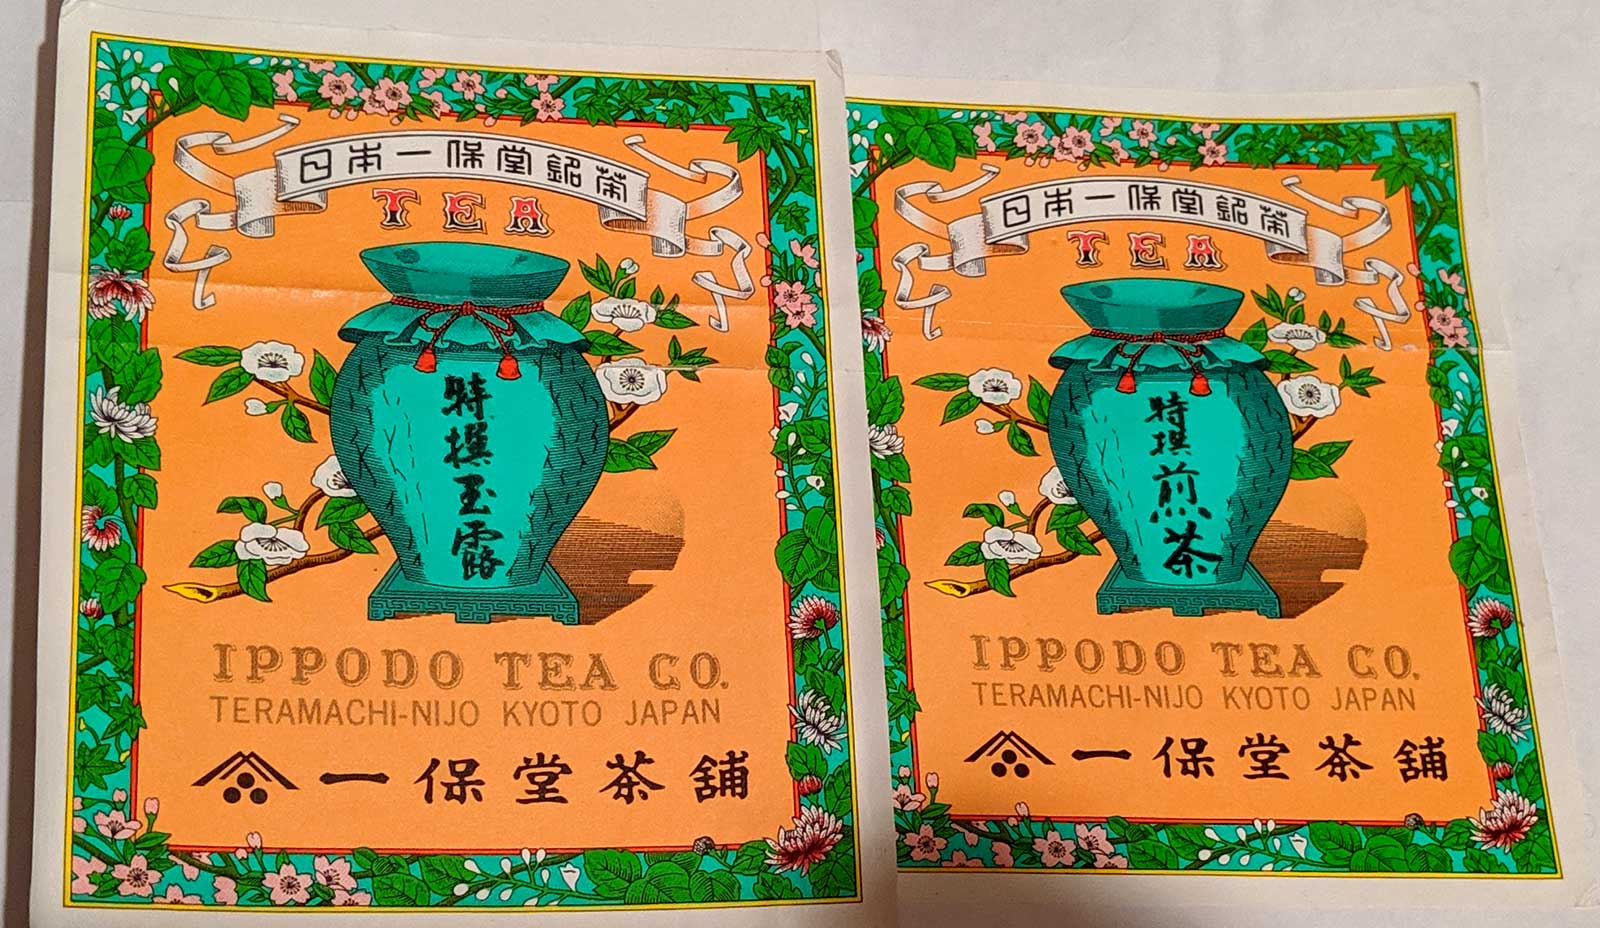 日本一保堂銘茶
TEA
特撰玉露
IPPODO TEA CO.
TERAMACHI-NIJO KYOTO JAPAN
一保堂茶舖
日本一保堂銘茶
TEA
特撰煎茶
IPPODO TEA CO.
TERAMACHI-NIJO KYOTO JAPAN
一保堂茶舖